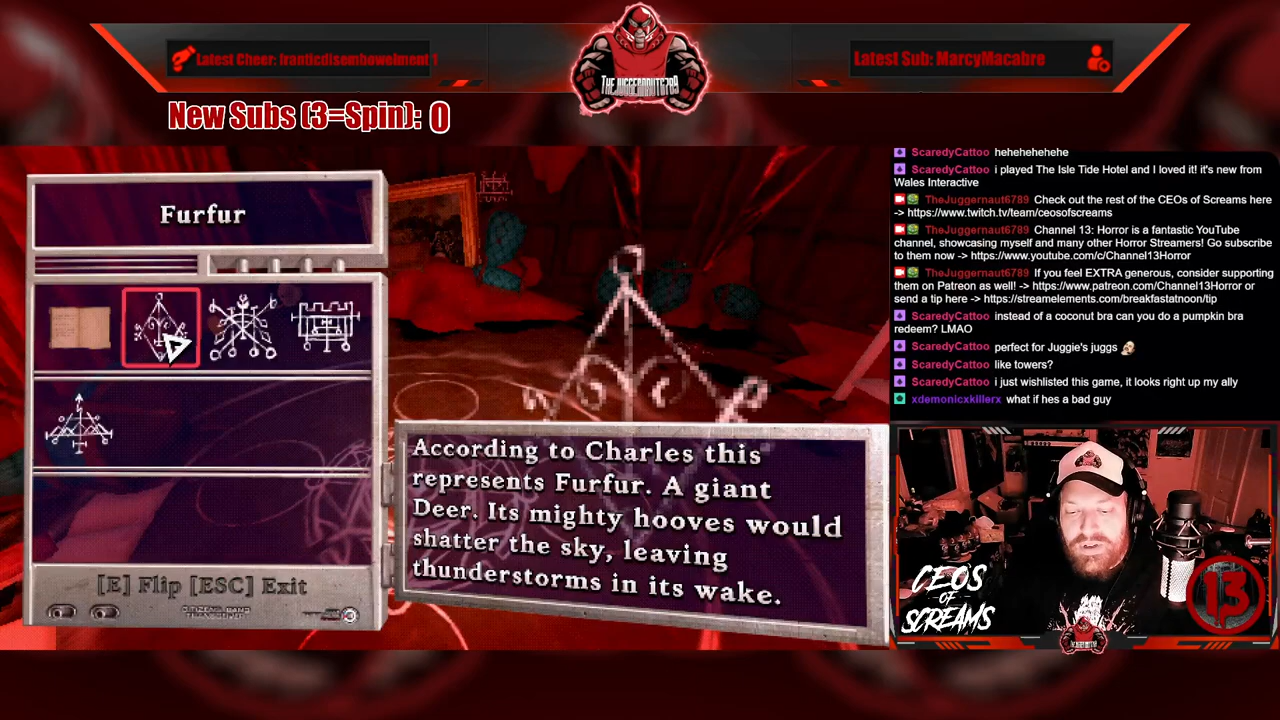 Latest Cheer: franticdisembowelment 1
THEJUGGERNAUT6789
Latest Sub: MarcyMacabre
New Subs (3=Spin): 0
Furfur
[E] Flip [ESC] Exit
CITIZENS BAND
TRANSCEIVER
According to Charles this
represents Furfur. A giant
Deer. Its mighty hooves would
shatter the sky, leaving
thunderstorms in its wake.
ScaredyCattoo hehehehehehe
ScaredyCattoo i played The Isle Tide Hotel and I loved it! it's new from
Wales Interactive
TheJuggernaut6789 Check out the rest of the CEOs of Screams here
-> https://www.twitch.tv/team/ceosofscreams
TheJuggernaut6789 Channel 13: Horror is a fantastic YouTube
channel, showcasing myself and many other Horror Streamers! Go subscribe
to them now -> https://www.youtube.com/c/Channel13Horror
TheJuggernaut6789 If you feel EXTRA generous, consider supporting
them on Patreon as well! -> https://www.patreon.com/Channel13Horror or
send a tip here -> https://streamelements.com/breakfastatnoon/tip
ScaredyCattoo instead of a coconut bra can you do a pumpkin bra
redeem? LMAO
ScaredyCattoo perfect for Juggie's juggs
ScaredyCattoo like towers?
ScaredyCattoo i just wishlisted this game, it looks right up my ally
xdemonicxkillerx what if hes a bad guy
CEOS
OF
SCREAMS
13